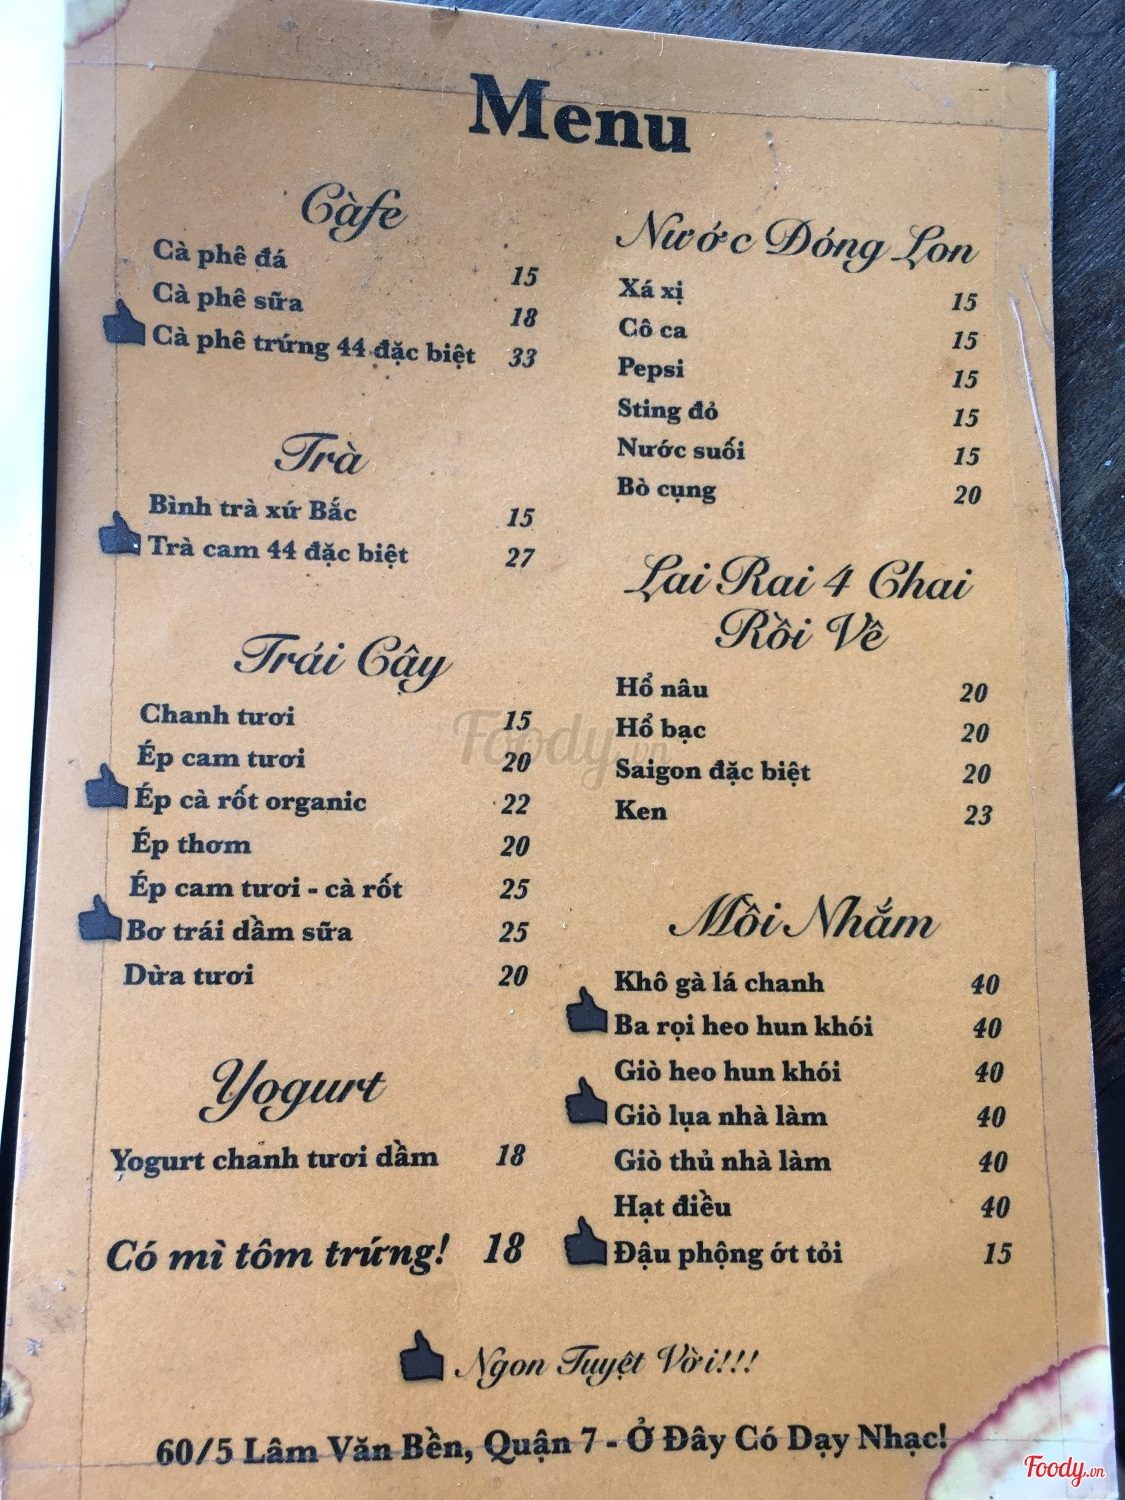 Menu
Càfe
Cà phê đá 15
Cà phê sữa 18
Cà phê trứng 44 đặc biệt 33
Trà
Bình trà xứ Bắc 15
Trà cam 44 đặc biệt 27
Trái Cậy
Chanh tươi 15
Ép cam tươi 20
Ép cà rốt organic 22
Ép thơm 20
Ép cam tươi - cà rốt 25
Bơ trái dầm sữa 25
Dừa tươi 20
Yogurt
Yogurt chanh tươi dầm 18
Có mì tôm trứng! 18
Nước Đóng Lon
Xá xị 15
Cô ca 15
Pepsi 15
Sting đỏ 15
Nước suối 15
Bò cụng 20
Lai Rai 4 Chai
Rồi Về
Hổ nâu 20
Hổ bạc 20
Saigon đặc biệt 20
Ken 23
Mồi Nhắm
Khô gà lá chanh 40
Ba rọi heo hun khói 40
Giò heo hun khói 40
Giò lụa nhà làm 40
Giò thủ nhà làm 40
Hạt điều 40
Đậu phộng ớt tỏi 15
Ngon Tuyệt Vời!!!
60/5 Lâm Văn Bền, Quận 7 - Ở Đây Có Dạy Nhạc!
Foody.vn
Foody.vn